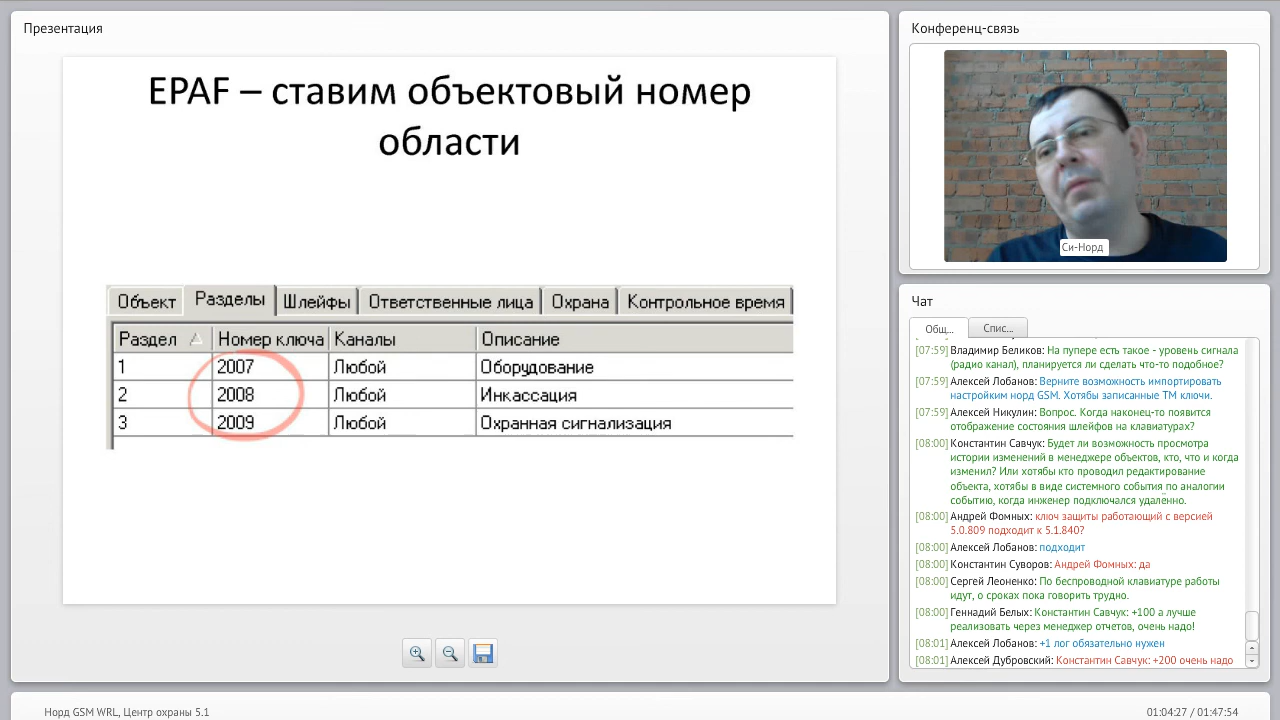 Презентация
EPAF – ставим объектовый номер
области
Объект Разделы Шлейфы Ответственные лица Охрана Контрольное время
Раздел Номер ключа Каналы Описание
1 2007 Любой Оборудование
2 2008 Любой Инкассация
3 2009 Любой Охранная сигнализация
Конференц-связь
Си-Норд
Чат
Общ... Спис...
[07:59] Владимир Беликов: На пупере есть такое - уровень сигнала
(радио канал), планируется ли сделать что-то подобное?
[07:59] Алексей Лобанов: Верните возможность импортировать
настройким норд GSM. Хотябы записанные ТМ ключи.
[07:59] Алексей Никулин: Вопрос. Когда наконец-то появится
отображение состояния шлейфов на клавиатурах?
[08:00] Константин Савчук: Будет ли возможность просмотра
истории изменений в менеджере объектов, кто, что и когда
изменил? Или хотябы кто проводил редактирование
объекта, хотябы в виде системного события по аналогии
событию, когда инженер подключался удалённо.
[08:00] Андрей Фомных: ключ защиты работающий с версией
5.0.809 подходит к 5.1.840?
[08:00] Алексей Лобанов: подходит
[08:00] Константин Суворов: Андрей Фомных: да
[08:00] Сергей Леоненко: По беспроводной клавиатуре работы
идут, о сроках пока говорить трудно.
[08:00] Геннадий Белых: Константин Савчук: +100 а лучше
реализовать через менеджер отчетов, очень надо!
[08:01] Алексей Лобанов: +1 лог обязательно нужен
[08:01] Алексей Дубровский: Константин Савчук: +200 очень надо
Норд GSM WRL, Центр охраны 5.1
01:04:27 / 01:47:54